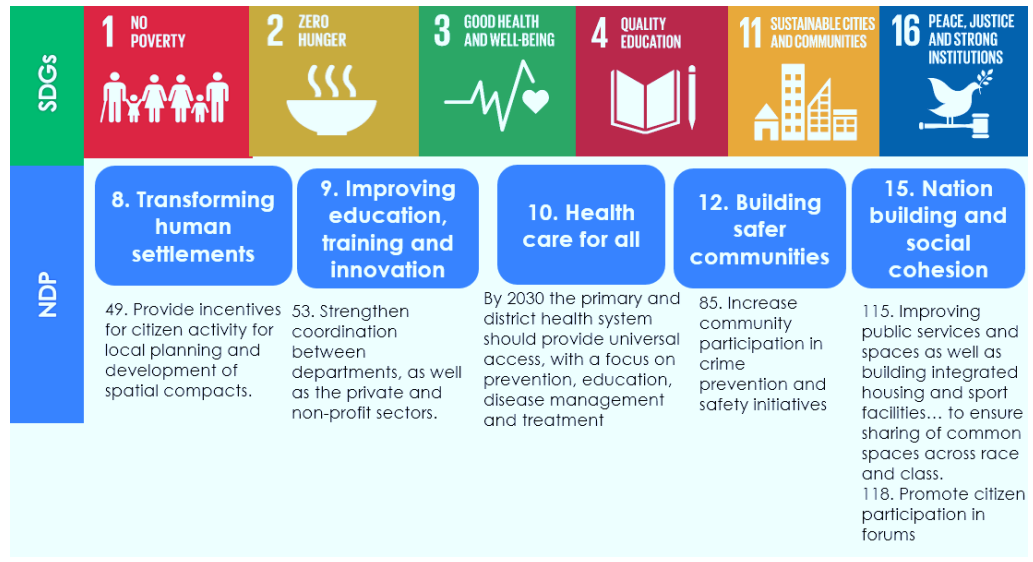 SDGs
1 NO
POVERTY
2 ZERO
HUNGER
3 GOOD HEALTH
AND WELL-BEING
4 QUALITY
EDUCATION
11 SUSTAINABLE CITIES
AND COMMUNITIES
16 PEACE, JUSTICE
AND STRONG
INSTITUTIONS
NDP
8. Transforming
human
settlements
49. Provide incentives
for citizen activity for
local planning and
development of
spatial compacts.
9. Improving
education,
training and
innovation
53. Strengthen
coordination
between
departments, as well
as the private and
non-profit sectors.
10. Health
care for all
By 2030 the primary and
district health system
should provide universal
access, with a focus on
prevention, education,
disease management
and treatment
12. Building
safer
communities
85. Increase
community
participation in
crime
prevention and
safety initiatives
15. Nation
building and
social
cohesion
115. Improving
public services and
spaces as well as
building integrated
housing and sport
facilities... to ensure
sharing of common
spaces across race
and class.
118. Promote citizen
participation in
forums